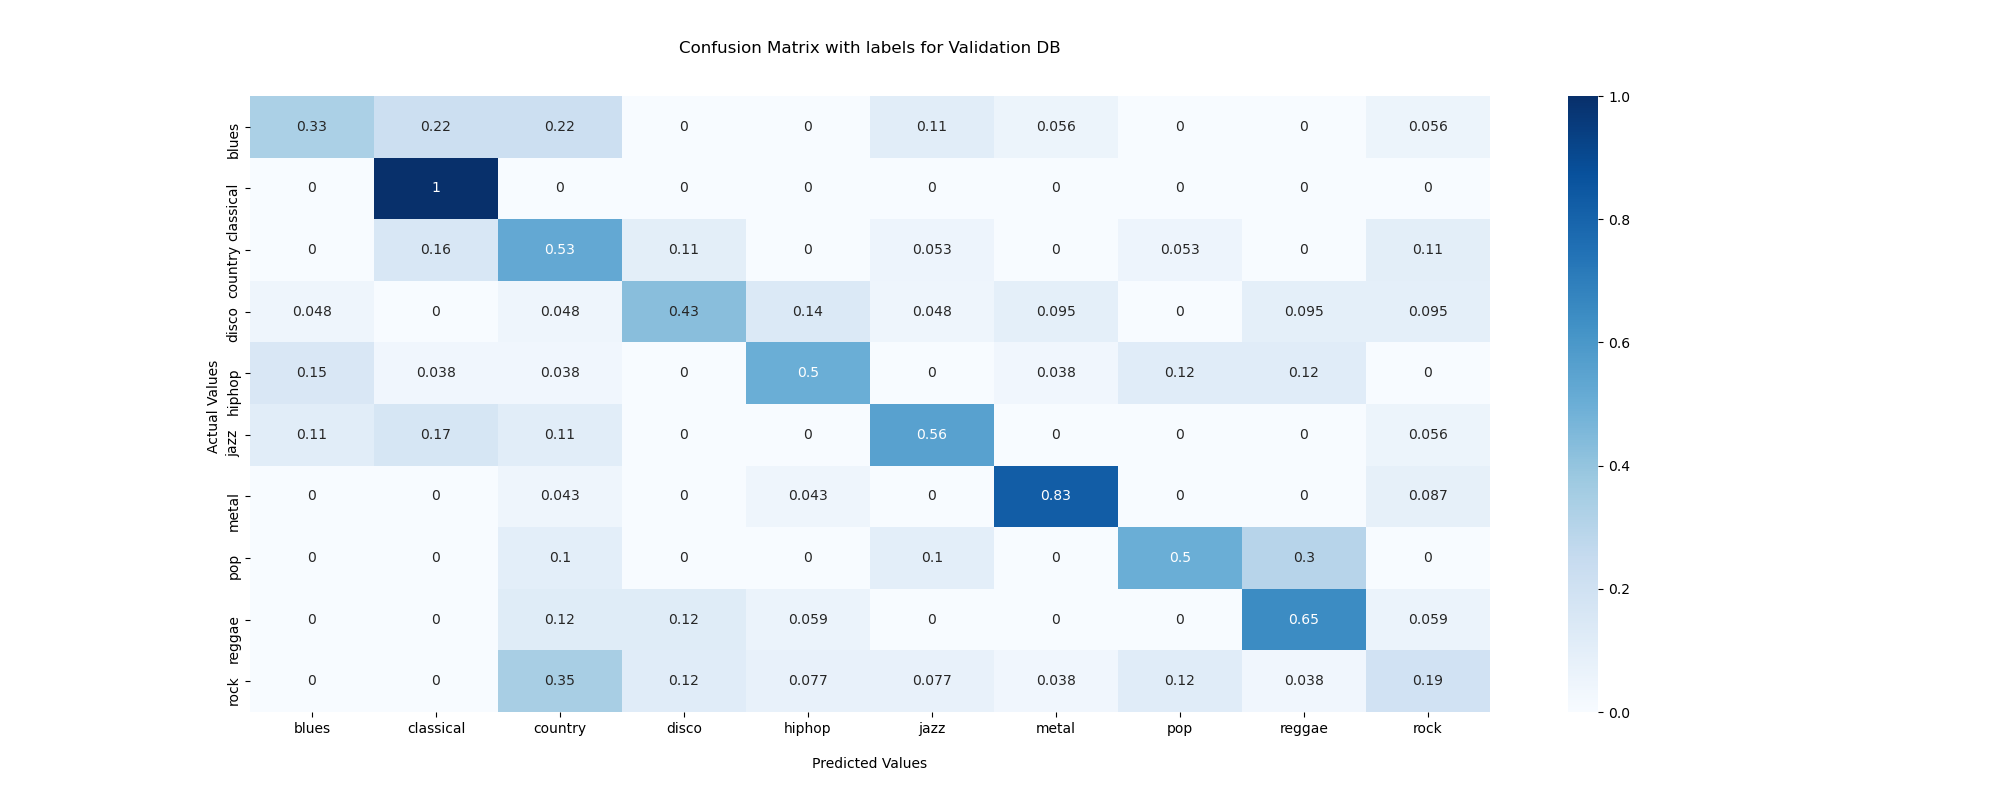 Confusion Matrix with labels for Validation DB
1.0
blues 0.33 0.22 0.22 0 0 0.11 0.056 0 0 0.056
classical 0 1 0 0 0 0 0 0 0 0
0.8
country 0 0.16 0.53 0.11 0 0.053 0 0.053 0 0.11
disco 0.048 0 0.048 0.43 0.14 0.048 0.095 0 0.095 0.095
0.6
Actual Values
hiphop 0.15 0.038 0.038 0 0.5 0 0.038 0.12 0.12 0
jazz 0.11 0.17 0.11 0 0 0.56 0 0 0 0.056
0.4
metal 0 0 0.043 0 0.043 0 0.83 0 0 0.087
pop 0 0 0.1 0 0 0.1 0 0.5 0.3 0
0.2
reggae 0 0 0.12 0.12 0.059 0 0 0 0.65 0.059
rock 0 0 0.35 0.12 0.077 0.077 0.038 0.12 0.038 0.19
0.0
blues classical country disco hiphop jazz metal pop reggae rock
Predicted Values